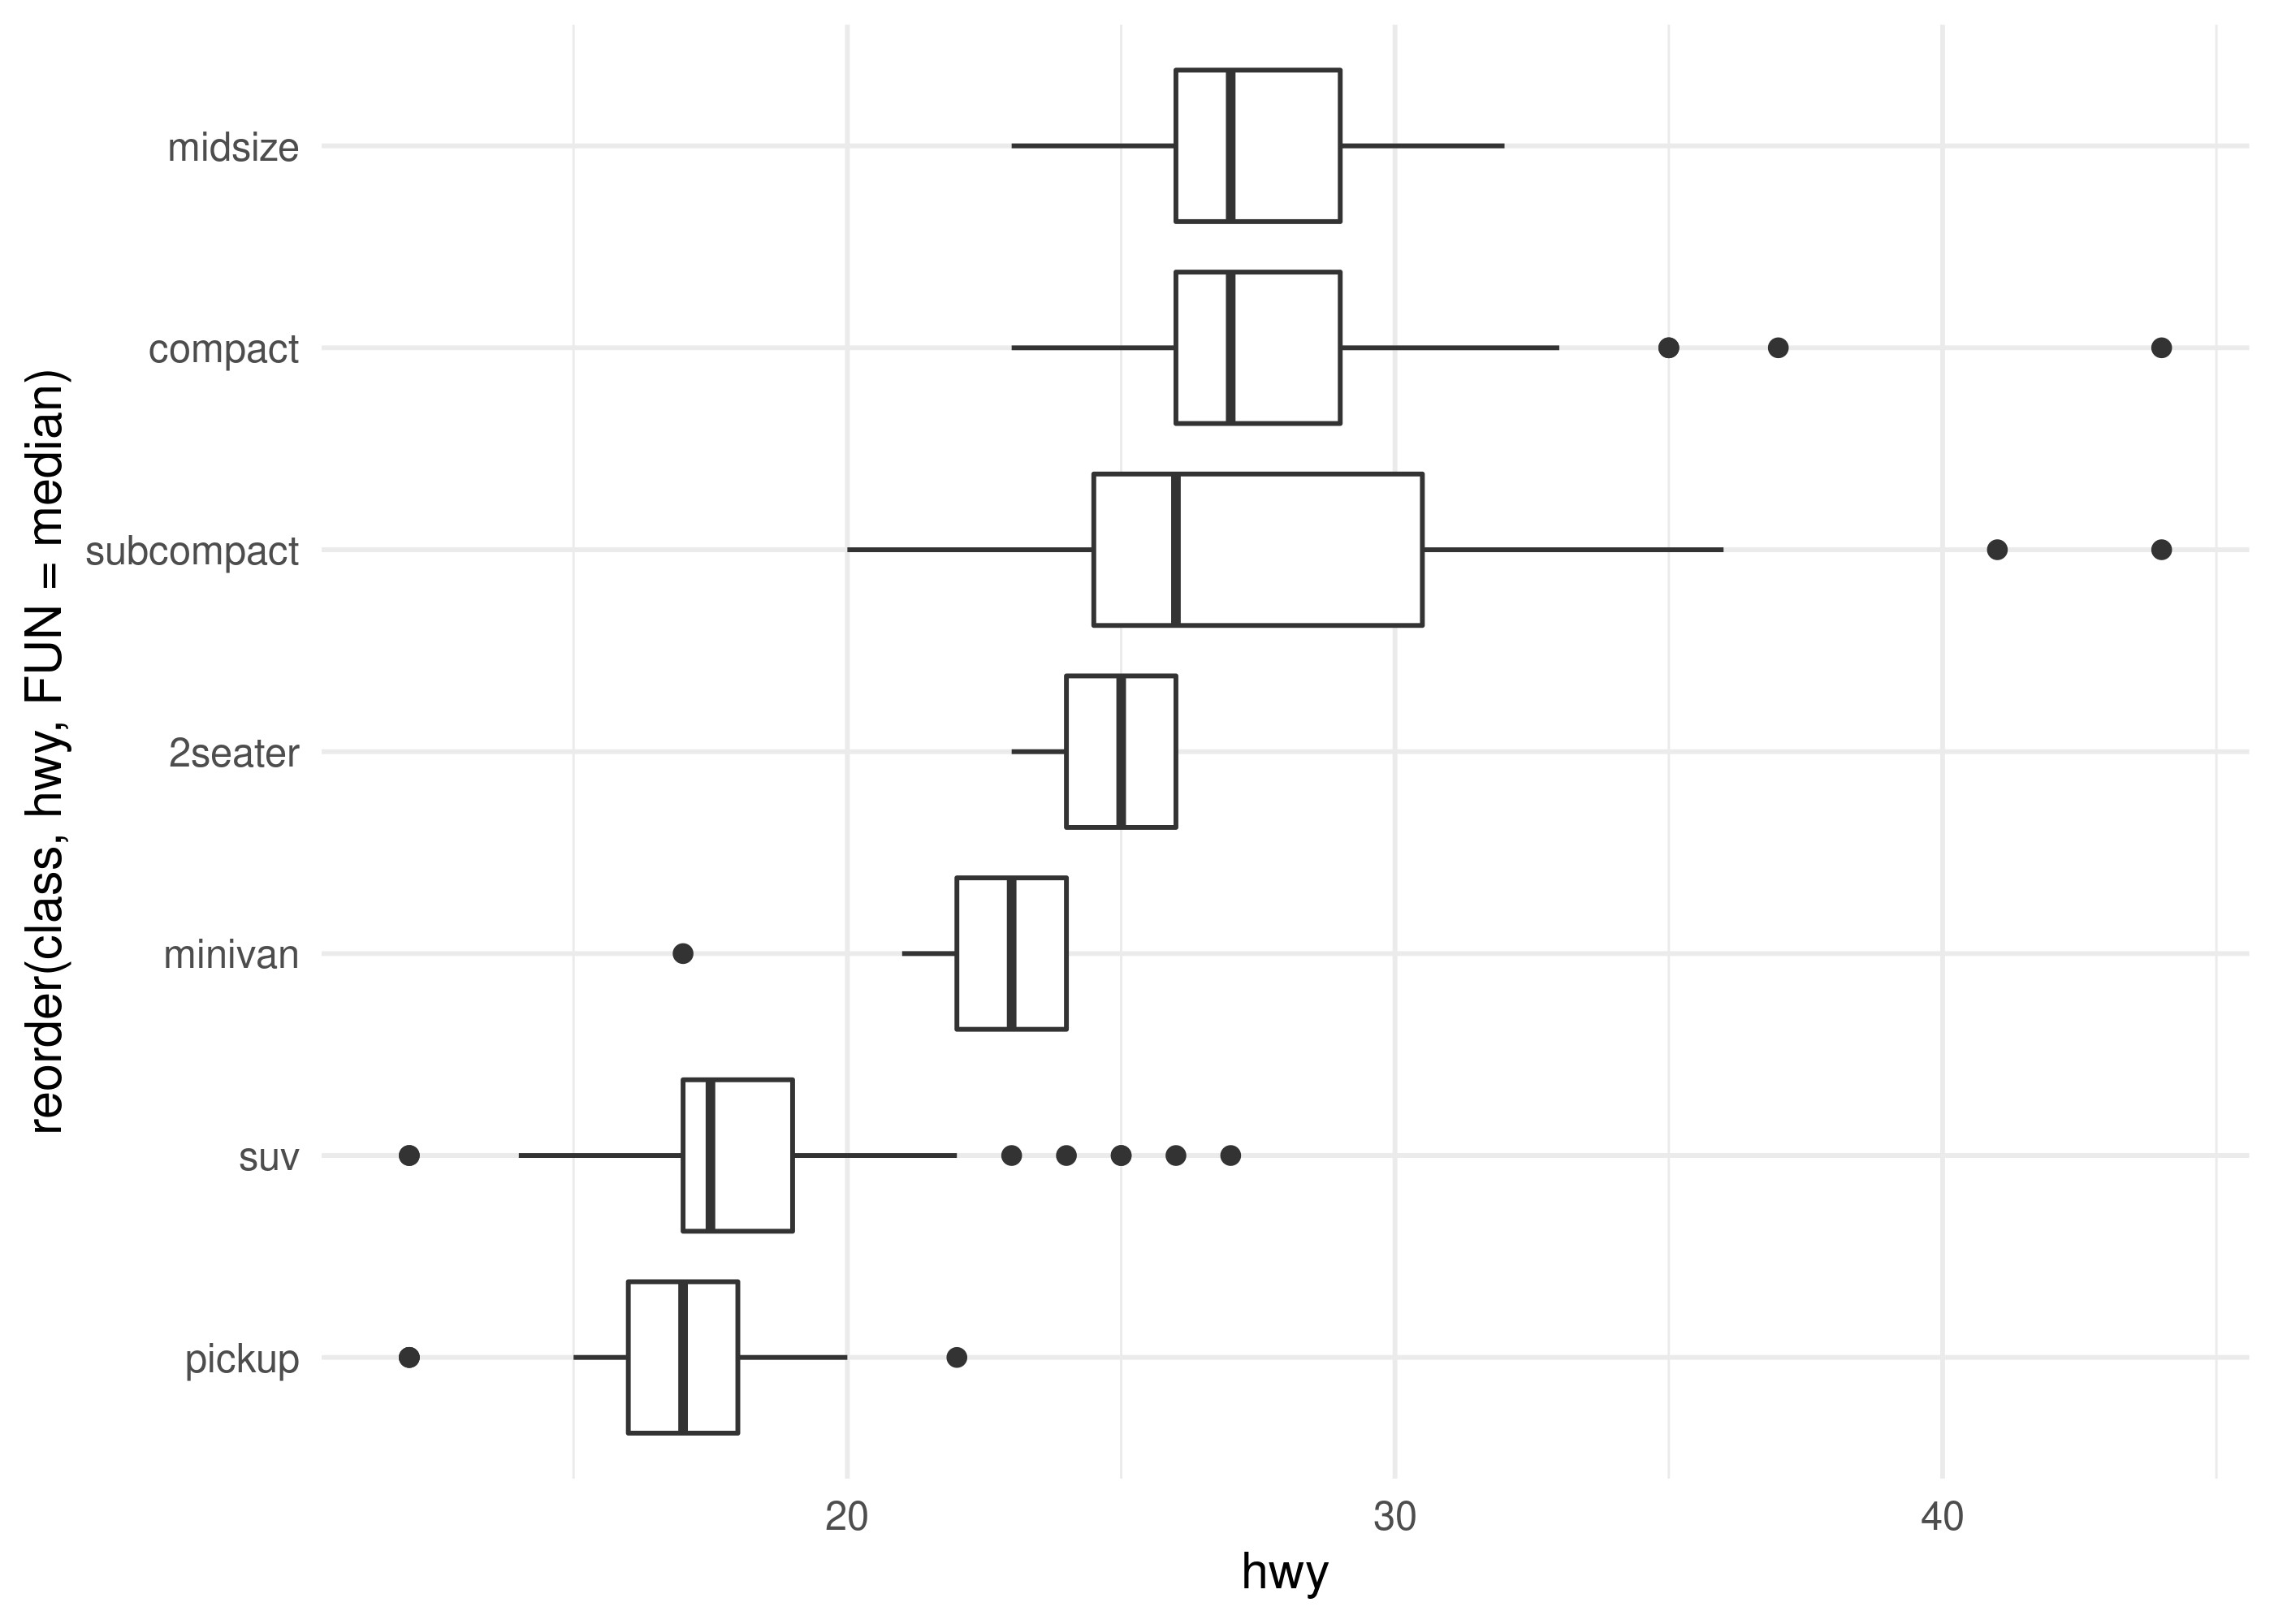 reorder(class, hwy, FUN = median)
midsize
compact
subcompact
2seater
minivan
suv
pickup
20 30 40
hwy